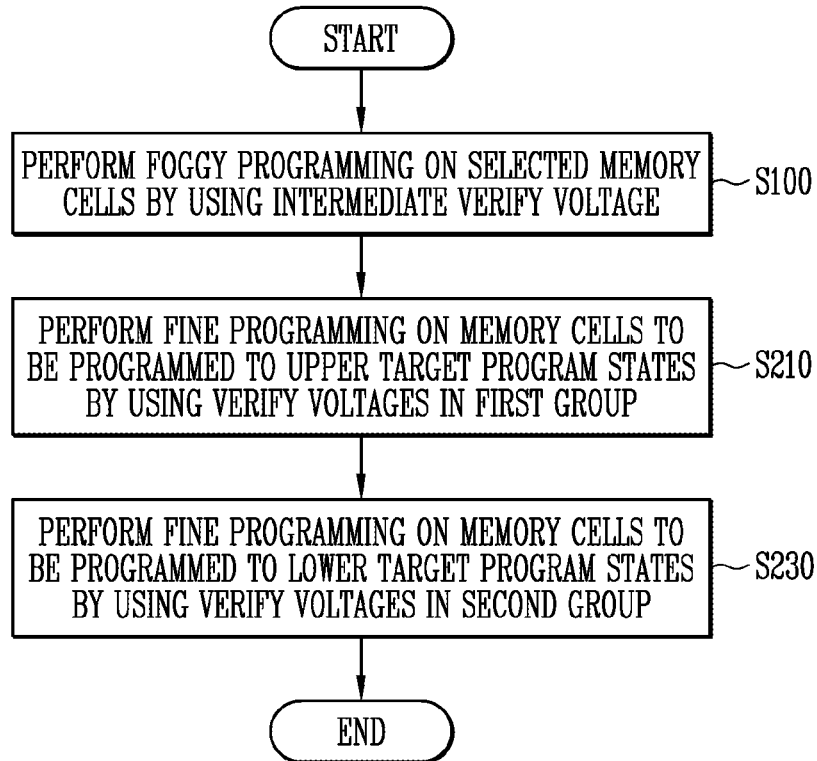 START
PERFORM FOGGY PROGRAMMING ON SELECTED MEMORY
CELLS BY USING INTERMEDIATE VERIFY VOLTAGE
S100
PERFORM FINE PROGRAMMING ON MEMORY CELLS TO
BE PROGRAMMED TO UPPER TARGET PROGRAM STATES
BY USING VERIFY VOLTAGES IN FIRST GROUP
S210
PERFORM FINE PROGRAMMING ON MEMORY CELLS TO
BE PROGRAMMED TO LOWER TARGET PROGRAM STATES
BY USING VERIFY VOLTAGES IN SECOND GROUP
S230
END